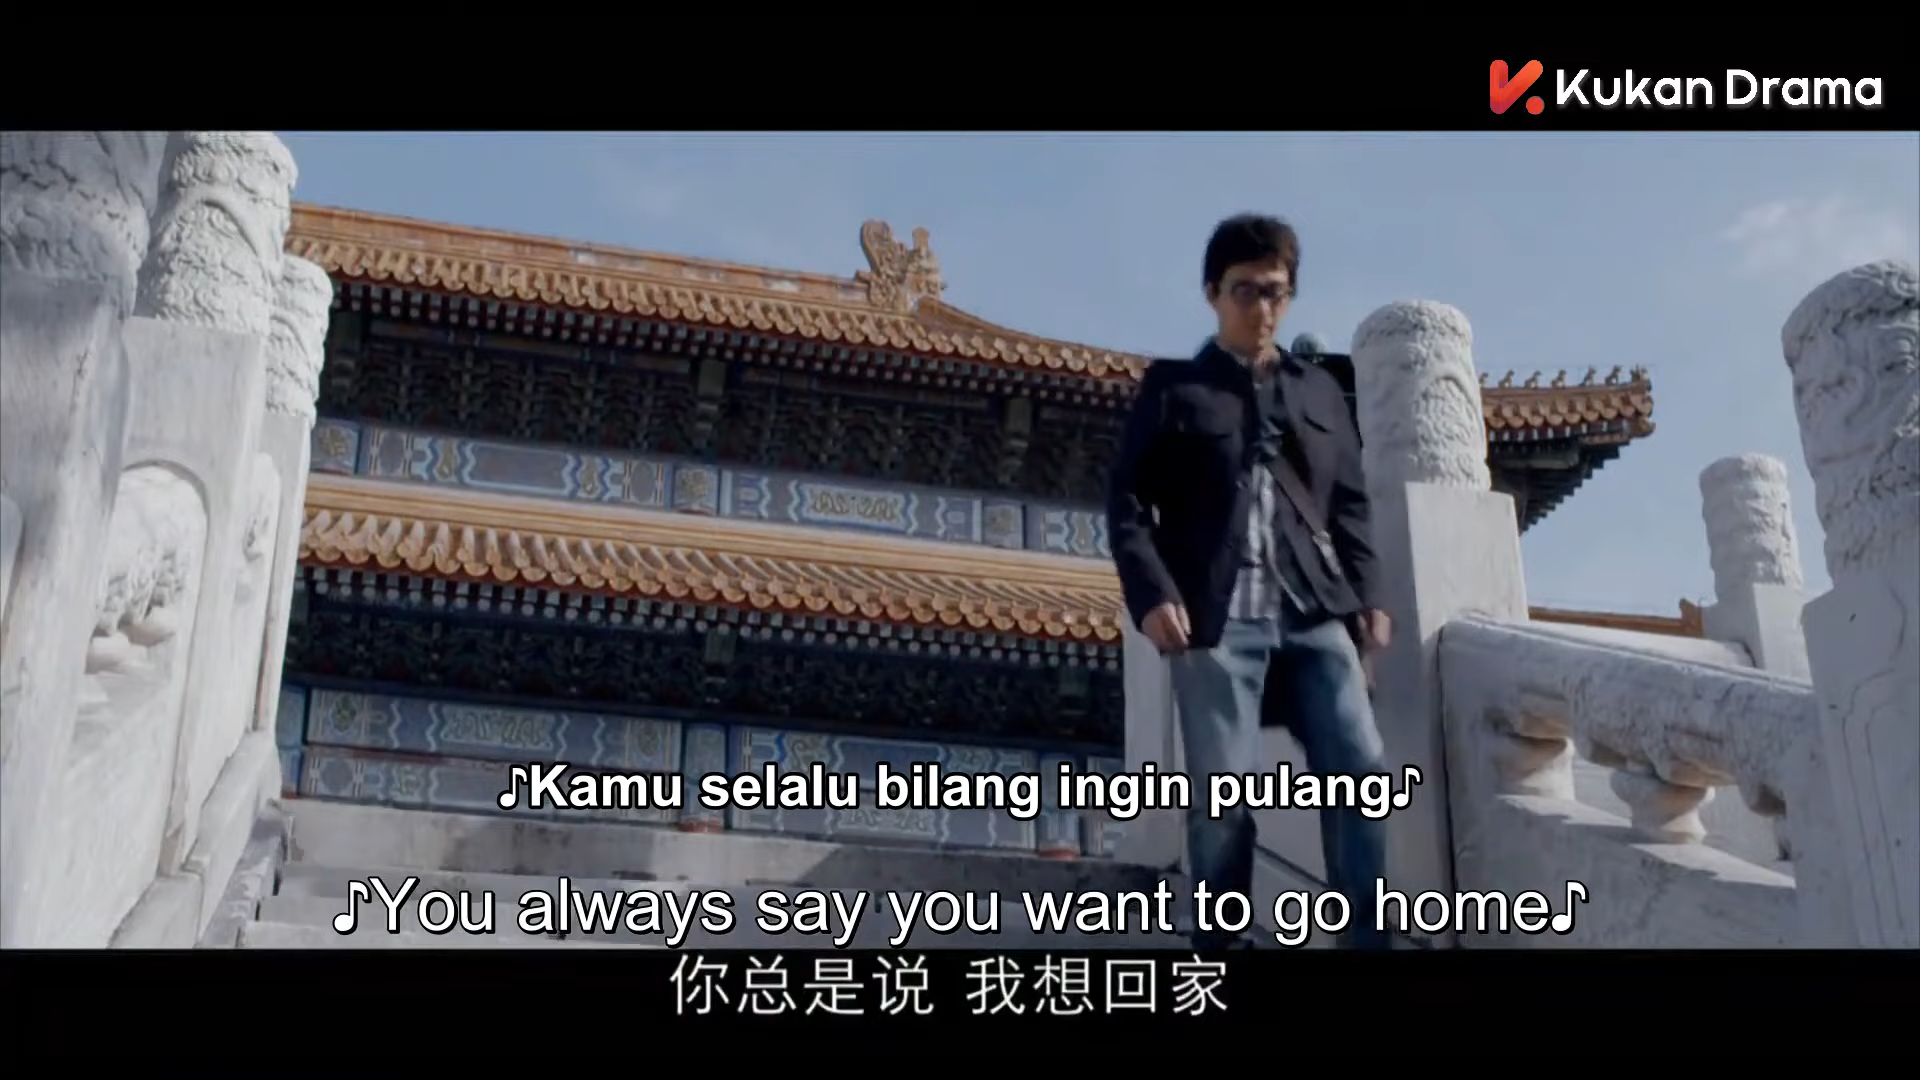 Kukan Drama
♪Kamu selalu bilang ingin pulang♪
♪You always say you want to go home♪
你总是说 我想回家